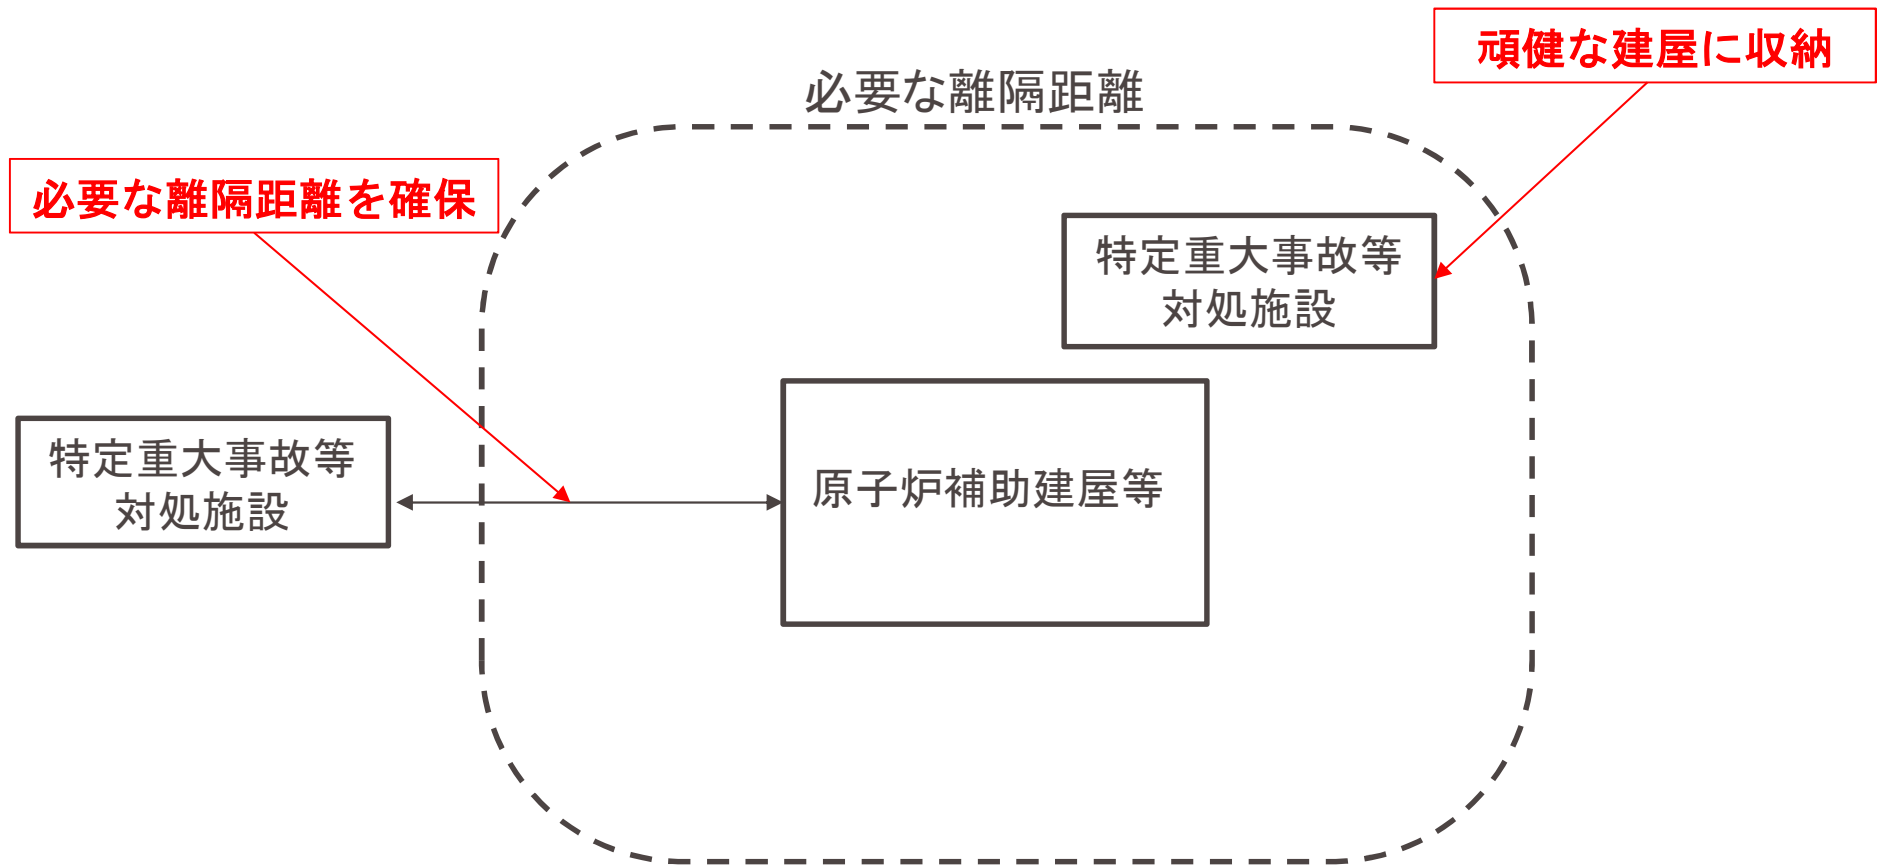 頑健な建屋に収納
必要な離隔距離
必要な離隔距離を確保
特定重大事故等
対処施設
特定重大事故等
対処施設
原子炉補助建屋等